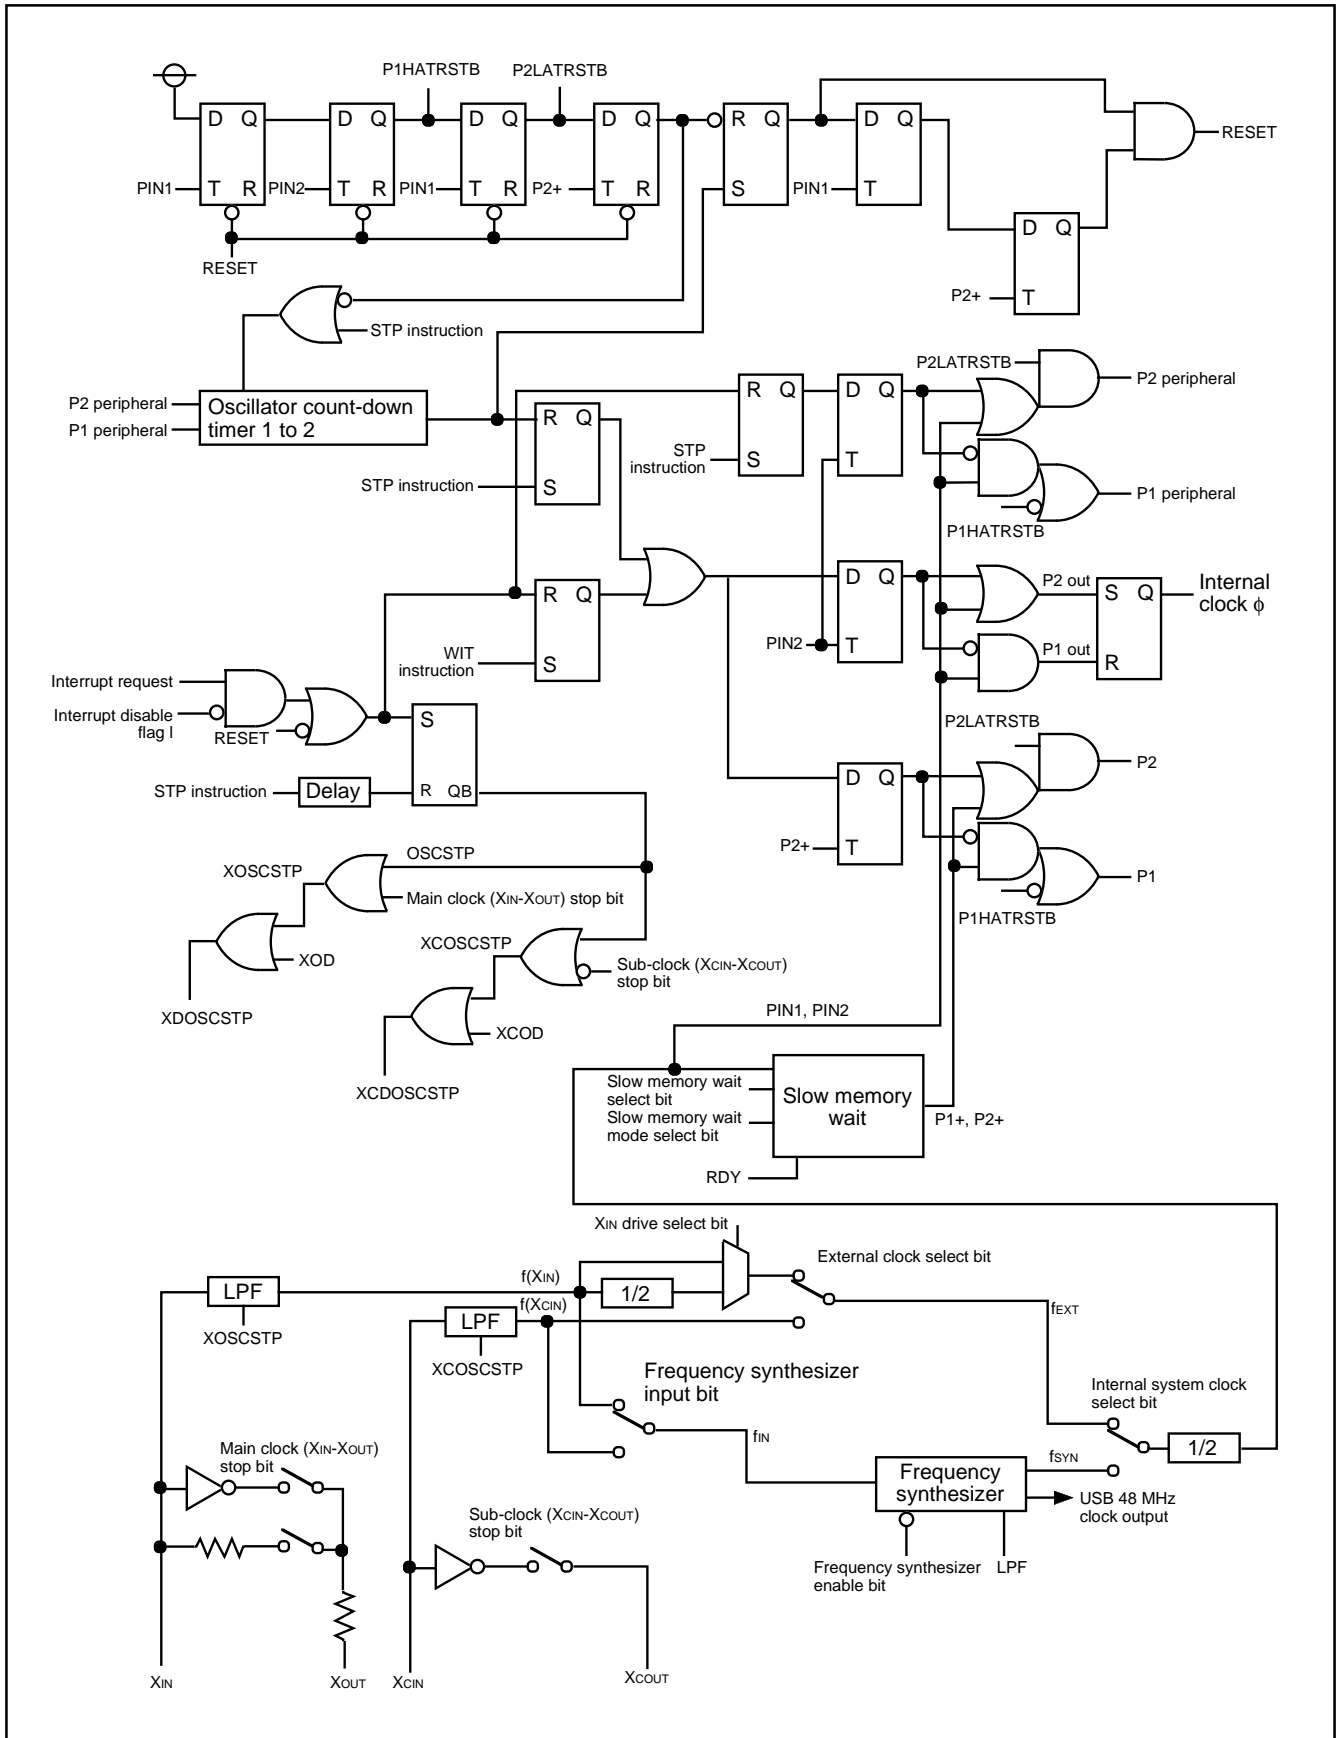 P1HATRSTB
P2LATRSTB
D Q
D Q
D Q
D Q
R Q
D Q
RESET
PIN1
T R
PIN2
T R
PIN1
T R
P2+
T R
S
PIN1
T
RESET
D Q
P2+
T
STP instruction
P2LATRSTB
P2 peripheral
P2 peripheral
P1 peripheral
Oscillator count-down
timer 1 to 2
R Q
D Q
R Q
STP
instruction
S
T
STP instruction
S
P1 peripheral
P1HATRSTB
D Q
P2 out
S Q
Internal
clock ϕ
R Q
PIN2
T
P1 out
R
WIT
instruction
S
Interrupt request
Interrupt disable
flag I
RESET
S
P2LATRSTB
P2
D Q
STP instruction
Delay
R QB
P2+
T
OSCSTP
XOSCSTP
Main clock (XIN-XOUT) stop bit
P1
P1HATRSTB
XCOSCSTP
XOD
Sub-clock (XCIN-XCOUT)
stop bit
XDOSCSTP
PIN1, PIN2
XCOD
XCDOSCSTP
Slow memory wait
select bit
Slow memory wait
mode select bit
Slow memory
wait
P1+, P2+
RDY
XIN drive select bit
External clock select bit
f(XIN)
LPF
1/2
f(XCIN)
fEXT
LPF
XOSCSTP
XCOSCSTP
Frequency synthesizer
input bit
Internal system clock
select bit
fIN
Main clock (XIN-XOUT)
stop bit
1/2
fSYN
Frequency
synthesizer
USB 48 MHz
clock output
Sub-clock (XCIN-XCOUT)
stop bit
Frequency synthesizer
enable bit
LPF
XIN
XOUT
XCIN
XCOUT